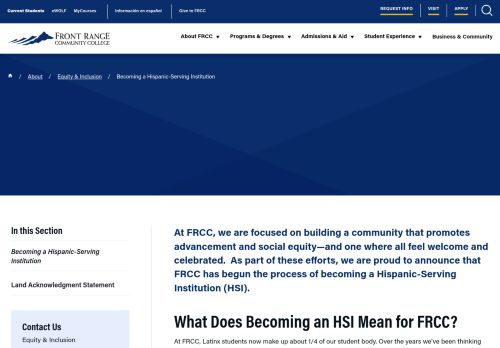 Current Students eWOLF MyCourses Información en español Give to FRCC REQUEST INFO VISIT APPLY
FRONT RANGE
COMMUNITY COLLEGE
About FRCC Programs & Degrees Admissions & Aid Student Experience Business & Community
/ About / Equity & Inclusion / Becoming a Hispanic-Serving Institution
In this Section
Becoming a Hispanic-Serving
Institution
Land Acknowledgment Statement
Contact Us
Equity & Inclusion
At FRCC, we are focused on building a community that promotes
advancement and social equity—and one where all feel welcome and
celebrated. As part of these efforts, we are proud to announce that
FRCC has begun the process of becoming a Hispanic-Serving
Institution (HSI).
What Does Becoming an HSI Mean for FRCC?
At FRCC, Latinx students now make up about 1/4 of our student body. Over the years we've been thinking